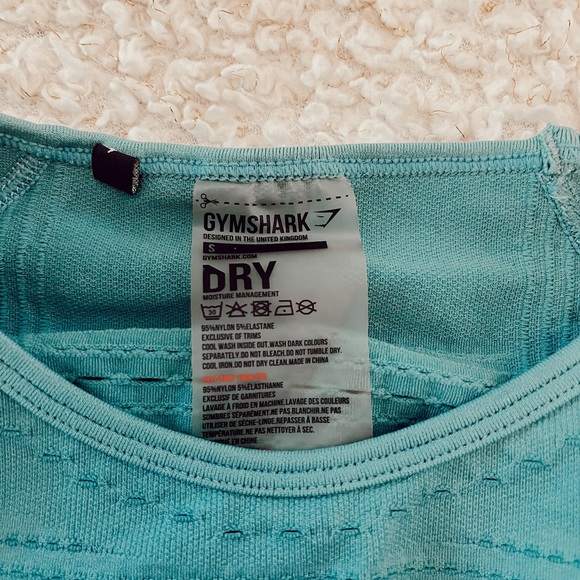 GYMSHARK
DESIGNED IN THE UNITED KINGDOM
S
GYMSHARK.COM
DRY
MOISTURE MANAGEMENT
30
95%NYLON 5%ELASTANE
EXCLUSIVE OF TRIMS
COOL WASH INSIDE OUT.WASH DARK COLOURS
SEPARATELY.DO NOT BLEACH.DO NOT TUMBLE DRY.
COOL IRON.DO NOT DRY CLEAN.MADE IN CHINA
95%NYLON 5%ELASTHANNE
EXCLUSIF DE GARNITURES
LAVAGE À FROID EN MACHINE.LAVAGE DES COULEURS
SOMBRES SÉPARÉMENT.NE PAS.BLANCHIR.NE PAS
UTILISER DE SÈCHE-LINGE.REPASSER À BASSE
TEMPÉRATURE.NE PAS NETTOYER À SEC.
EN CHINE